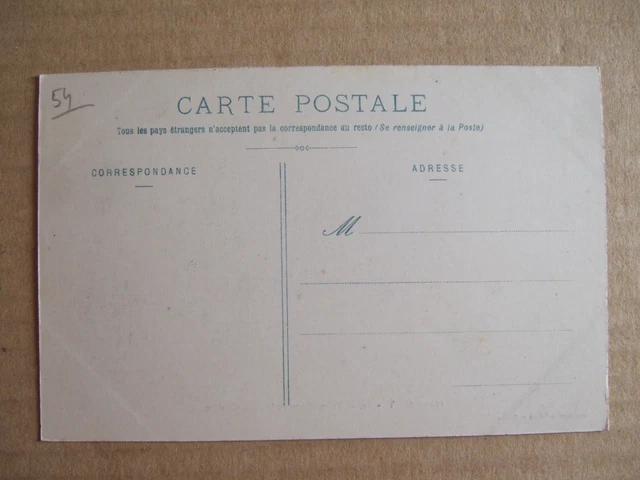 54
CARTE POSTALE
Tous les pays étrangers n'acceptent pas la correspondance au recto (Se renseigner à la Poste)
CORRESPONDANCE
ADRESSE
M